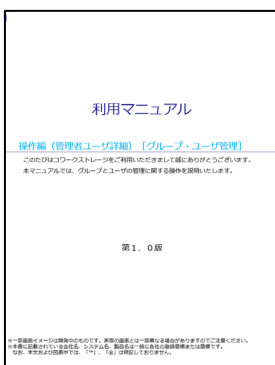 利用マニュアル
操作編（管理者ユーザ詳細）［グループ・ユーザ管理］
このたびはコワークストレージをご利用いただきまして誠にありがとうございます。
本マニュアルでは、グループとユーザの管理に関する操作を説明いたします。
第１．０版
※一部画面イメージは開発中のものです。実際の画面とは一部異なる場合がありますのでご注意ください。
※本書に記載されている会社名、システム名、製品名は一般に各社の登録商標または商標です。
なお、本文および図表中では、「™」、「®」は明記しておりません。